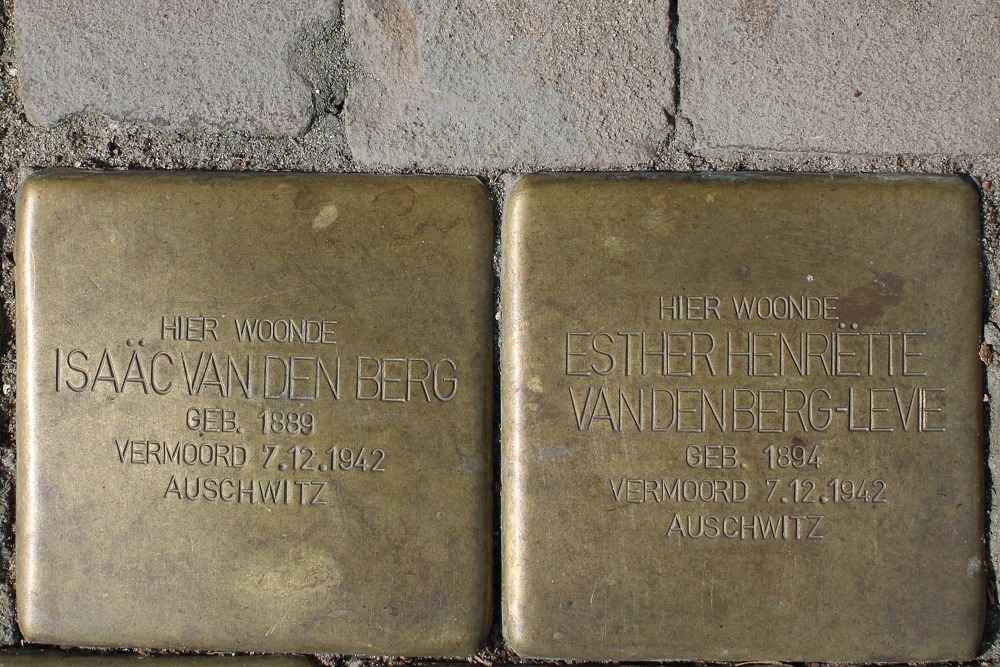 HIER WOONDE
ISAÄC VAN DEN BERG
GEB. 1889
VERMOORD 7.12.1942
AUSCHWITZ
HIER WOONDE
ESTHER HENRIËTTE
VAN DEN BERG-LEVIE
GEB. 1894
VERMOORD 7.12.1942
AUSCHWITZ